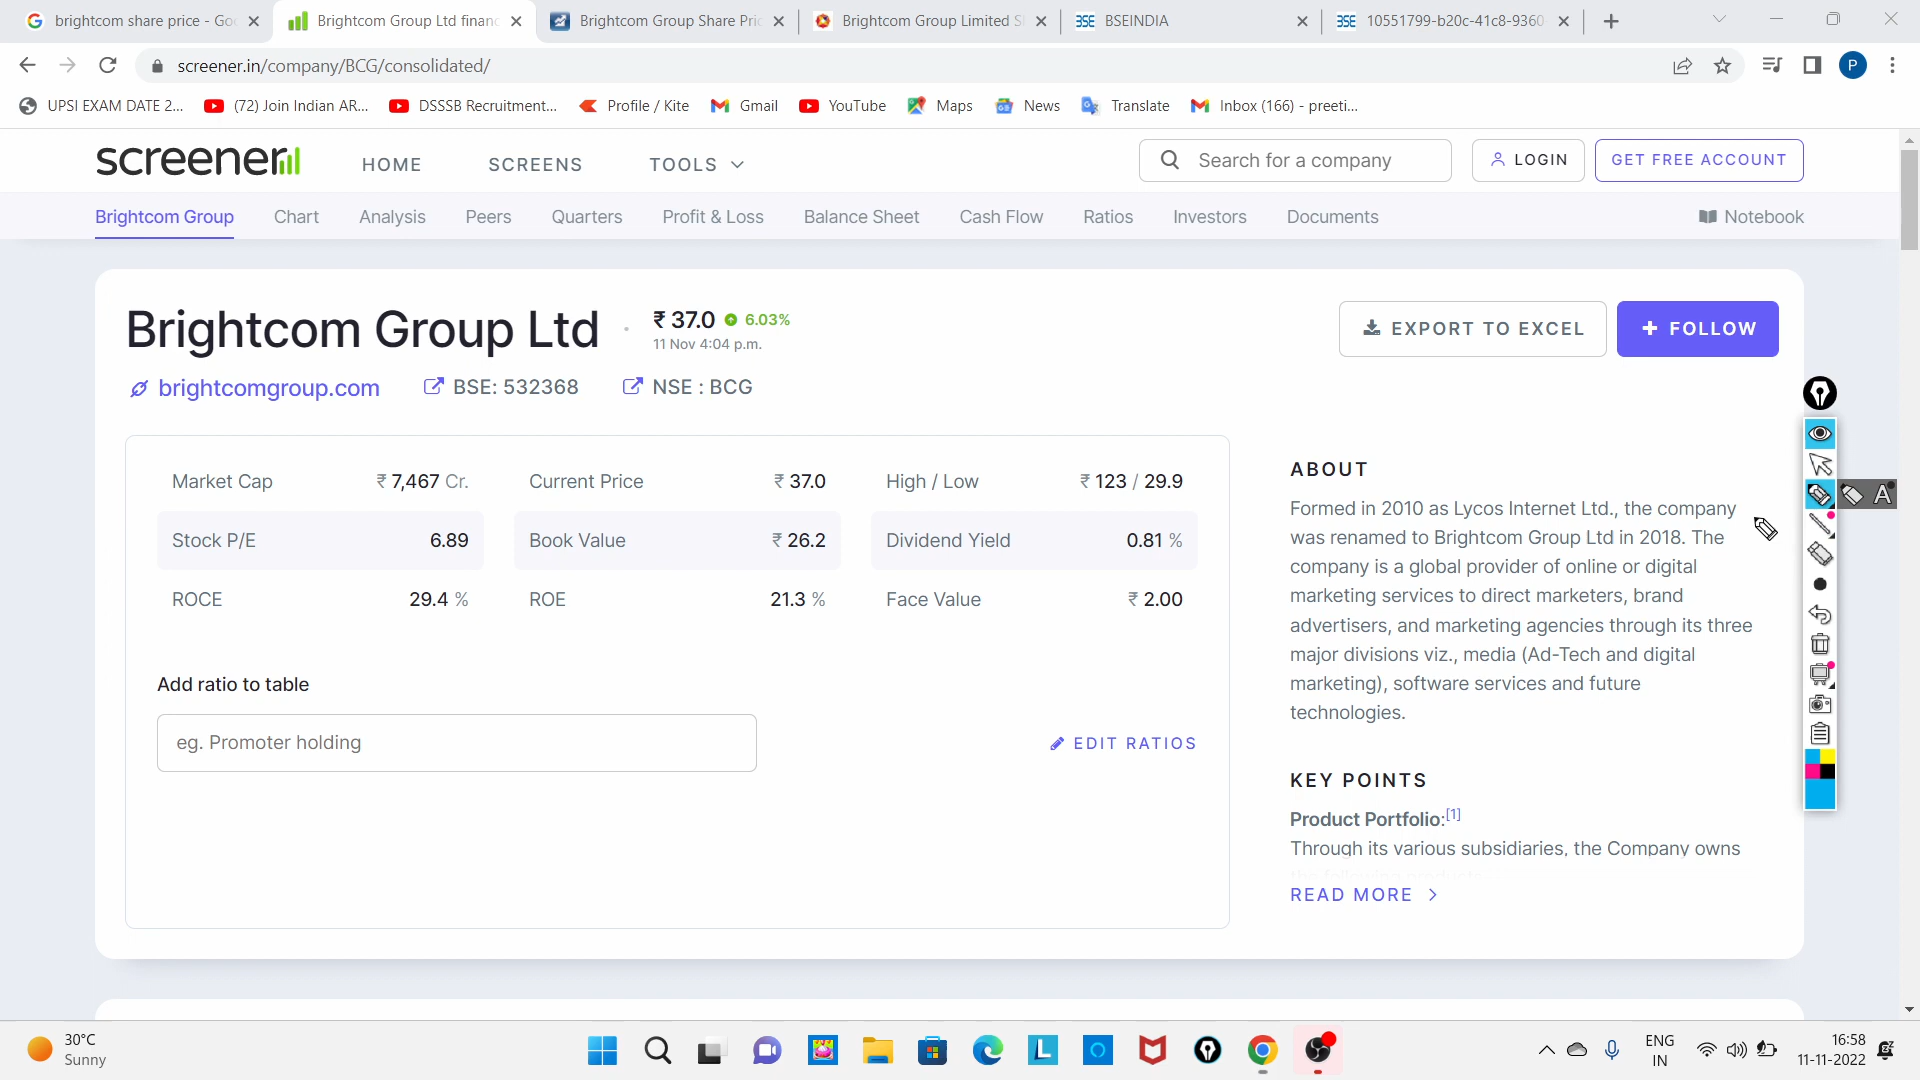 brightcom share price - Goo
Brightcom Group Ltd financ
Brightcom Group Share Pric
Brightcom Group Limited S
BSEINDIA
10551799-b20c-41c8-9360
screener.in/company/BCG/consolidated/
P
UPSI EXAM DATE 2...
(72) Join Indian AR...
DSSSB Recruitment...
Profile / Kite
Gmail
YouTube
Maps
News
Translate
Inbox (166) - preeti...
screener
HOME
SCREENS
TOOLS
Search for a company
LOGIN
GET FREE ACCOUNT
Brightcom Group
Chart
Analysis
Peers
Quarters
Profit & Loss
Balance Sheet
Cash Flow
Ratios
Investors
Documents
Notebook
Brightcom Group Ltd
₹ 37.0 6.03%
11 Nov 4:04 p.m.
EXPORT TO EXCEL
+ FOLLOW
brightcomgroup.com
BSE: 532368
NSE : BCG
Market Cap ₹ 7,467 Cr.
Current Price ₹ 37.0
High / Low ₹ 123 / 29.9
Stock P/E 6.89
Book Value ₹ 26.2
Dividend Yield 0.81 %
ROCE 29.4 %
ROE 21.3 %
Face Value ₹ 2.00
Add ratio to table
eg. Promoter holding
EDIT RATIOS
ABOUT
Formed in 2010 as Lycos Internet Ltd., the company
was renamed to Brightcom Group Ltd in 2018. The
company is a global provider of online or digital
marketing services to direct marketers, brand
advertisers, and marketing agencies through its three
major divisions viz., media (Ad-Tech and digital
marketing), software services and future
technologies.
KEY POINTS
Product Portfolio:[1]
Through its various subsidiaries, the Company owns
READ MORE
A
30°C
Sunny
ENG
IN
16:58
11-11-2022